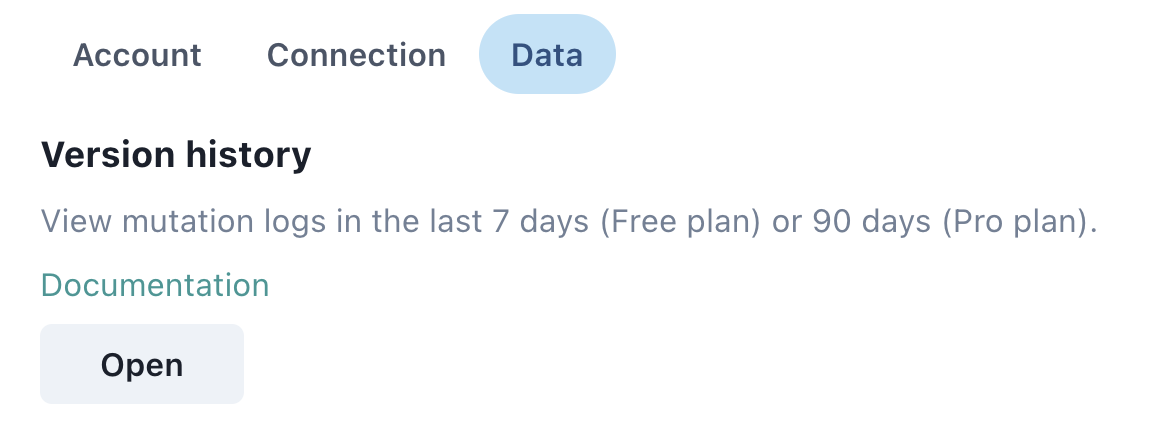 Account Connection Data
Version history
View mutation logs in the last 7 days (Free plan) or 90 days (Pro plan).
Documentation
Open